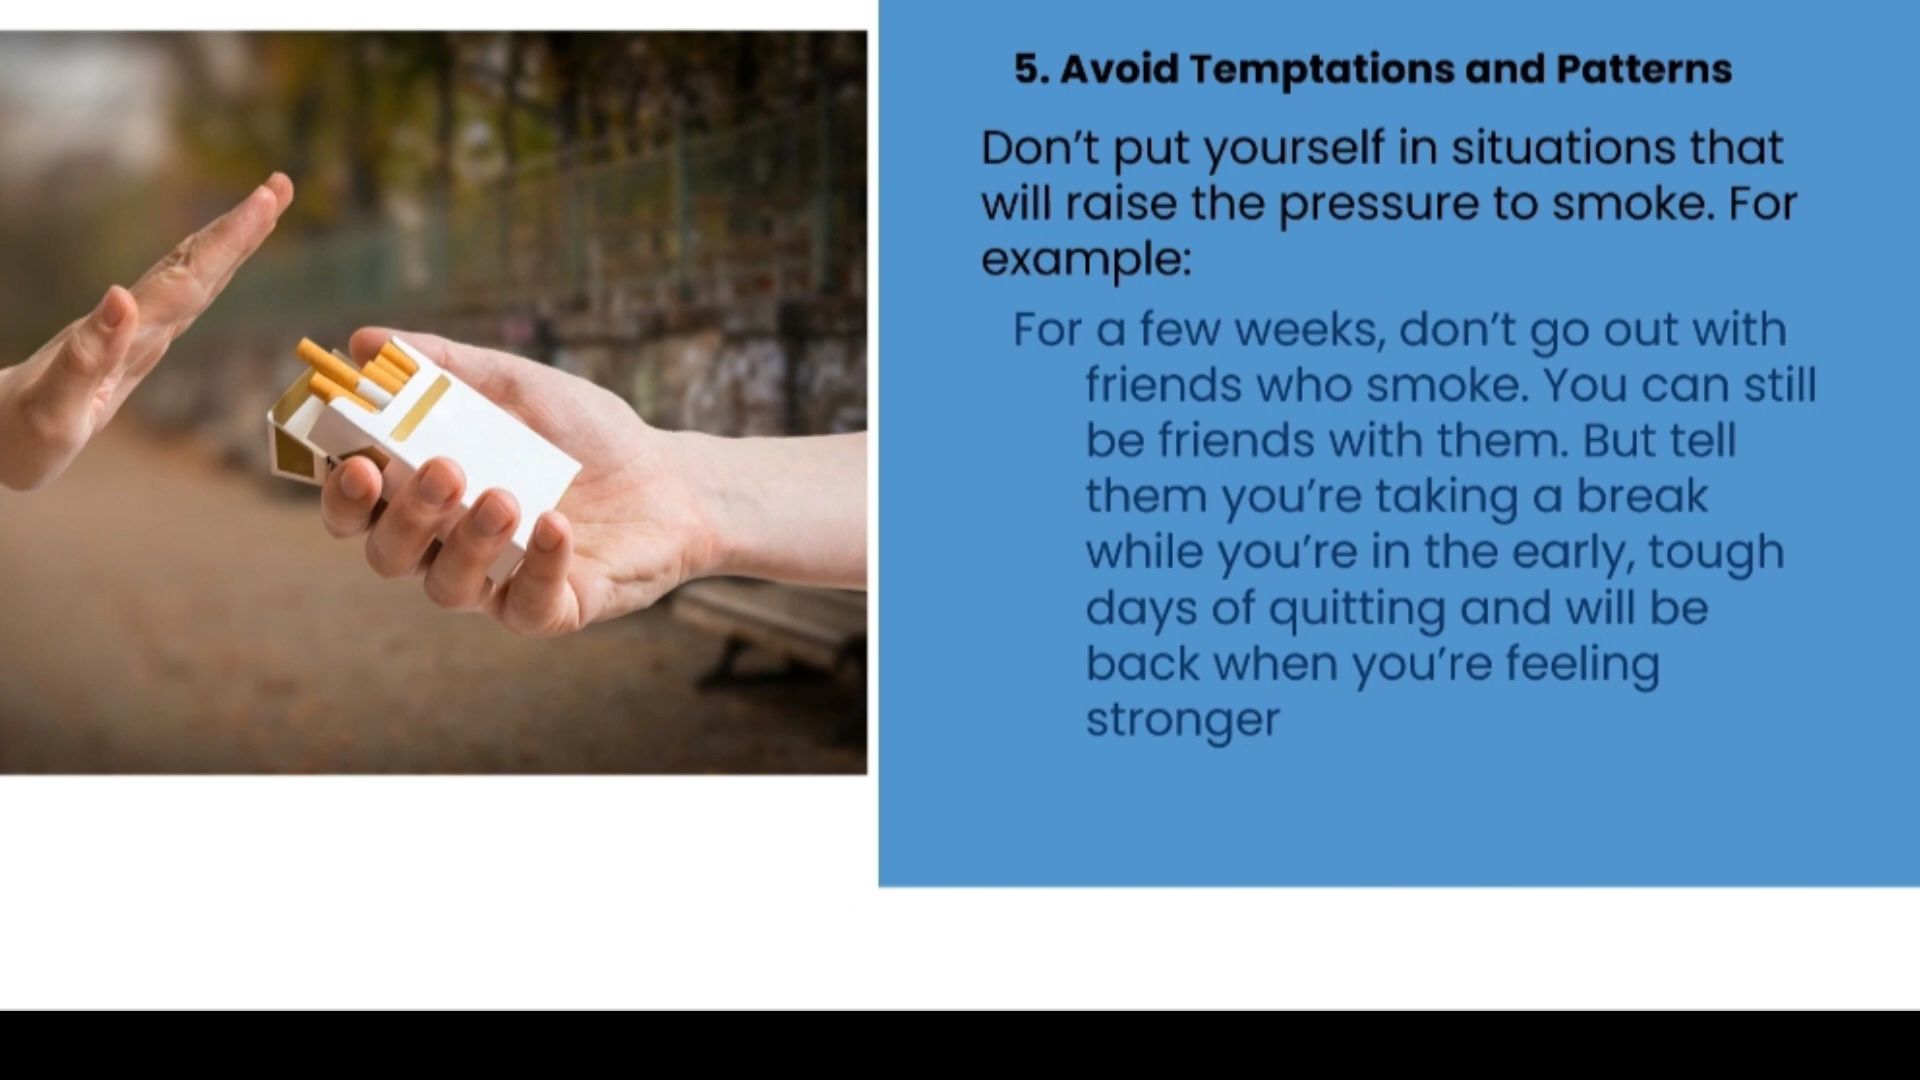 5. Avoid Temptations and Patterns
Don’t put yourself in situations that
will raise the pressure to smoke. For
example:
For a few weeks, don’t go out with
friends who smoke. You can still
be friends with them. But tell
them you’re taking a break
while you’re in the early, tough
days of quitting and will be
back when you’re feeling
stronger